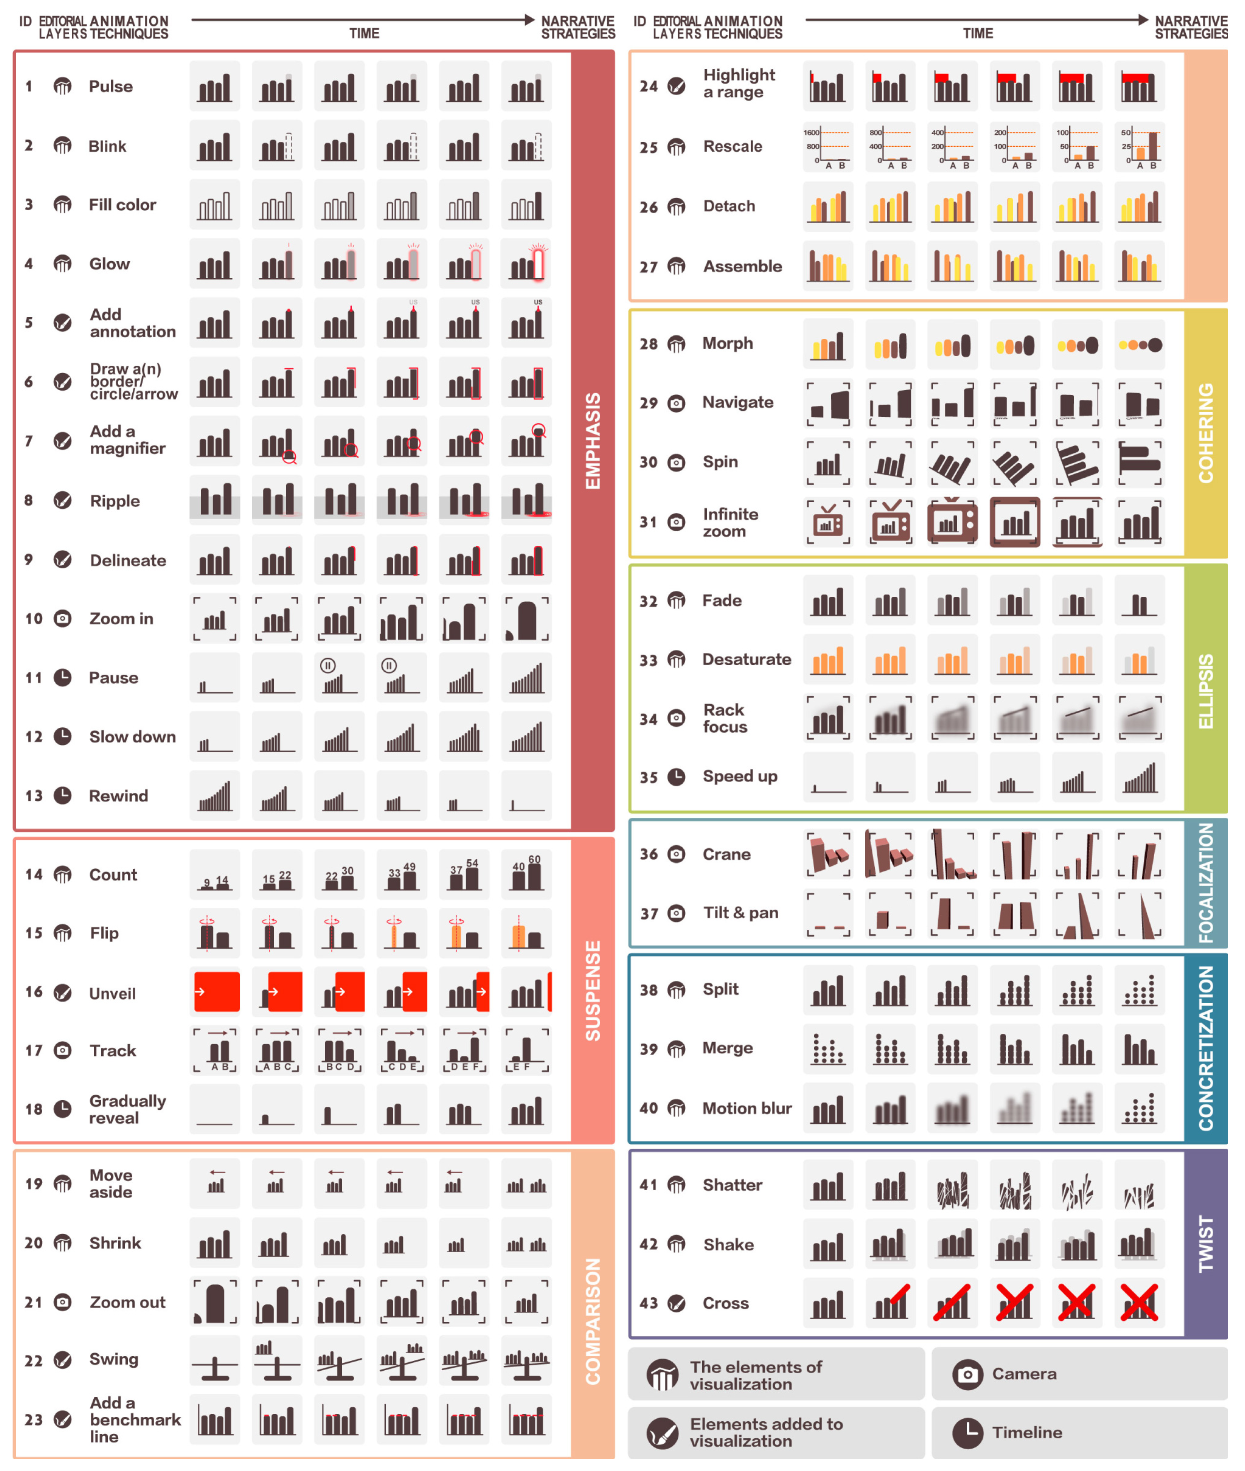 ID EDITORIAL LAYERS ANIMATION TECHNIQUES TIME NARRATIVE STRATEGIES
1 Pulse
2 Blink
3 Fill color
4 Glow
5 Add annotation
US US US
6 Draw a(n) border/ circle/arrow
7 Add a magnifier
8 Ripple
9 Delineate
10 Zoom in
11 Pause
12 Slow down
13 Rewind
EMPHASIS
14 Count
9 14 15 22 22 30 33 49 37 54 40 60
15 Flip
16 Unveil
17 Track
A B A B C B C D C D E D E F E F
18 Gradually reveal
SUSPENSE
19 Move aside
20 Shrink
21 Zoom out
22 Swing
23 Add a benchmark line
COMPARISON
ID EDITORIAL LAYERS ANIMATION TECHNIQUES TIME NARRATIVE STRATEGIES
24 Highlight a range
25 Rescale
1600 800 0 A B
800 400 0 A B
400 200 0 A B
200 100 0 A B
100 50 0 A B
50 25 0 A B
26 Detach
27 Assemble
28 Morph
29 Navigate
30 Spin
31 Infinite zoom
COHERING
32 Fade
33 Desaturate
34 Rack focus
35 Speed up
ELLIPSIS
36 Crane
37 Tilt & pan
FOCALIZATION
38 Split
39 Merge
40 Motion blur
CONCRETIZATION
41 Shatter
42 Shake
43 Cross
TWIST
The elements of visualization
Camera
Elements added to visualization
Timeline